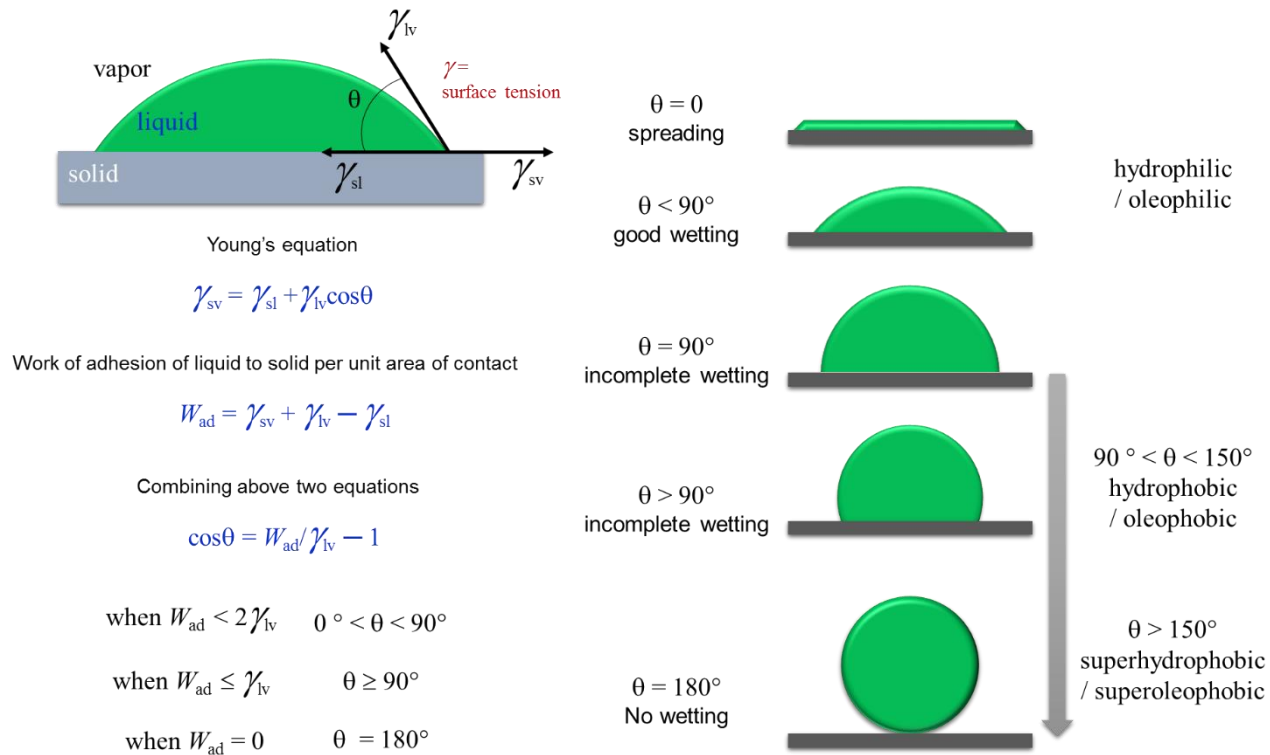 γlv
vapor
γ=
surface tension
θ
liquid
solid
γsl
γsv
Young's equation
γsv = γsl + γlvcosθ
Work of adhesion of liquid to solid per unit area of contact
Wad = γsv + γlv − γsl
Combining above two equations
cosθ = Wad/γlv − 1
when Wad < 2γlv 0 ° < θ < 90°
when Wad ≤ γlv θ ≥ 90°
when Wad = 0 θ = 180°
θ = 0
spreading
θ < 90°
good wetting
hydrophilic
/ oleophilic
θ = 90°
incomplete wetting
θ > 90°
incomplete wetting
90 ° < θ < 150°
hydrophobic
/ oleophobic
θ = 180°
No wetting
θ > 150°
superhydrophobic
/ superoleophobic